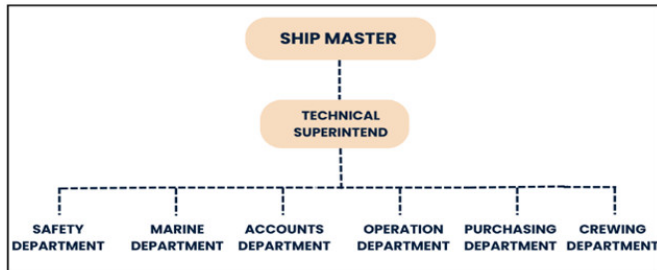 SHIP MASTER
TECHNICAL
SUPERINTEND
SAFETY
DEPARTMENT
MARINE
DEPARTMENT
ACCOUNTS
DEPARTMENT
OPERATION
DEPARTMENT
PURCHASING
DEPARTMENT
CREWING
DEPARTMENT